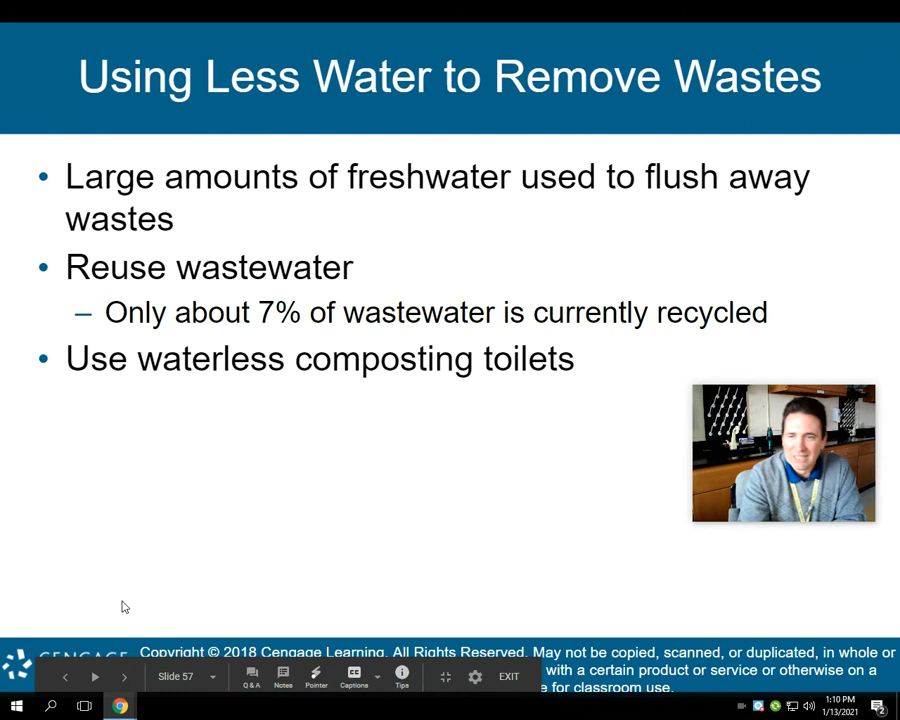 Using Less Water to Remove Wastes
• Large amounts of freshwater used to flush away
wastes
• Reuse wastewater
– Only about 7% of wastewater is currently recycled
• Use waterless composting toilets
CENGAGE
Copyright © 2018 Cengage Learning. All Rights Reserved. May not be copied, scanned, or duplicated, in whole or
with a certain product or service or otherwise on a
e for classroom use.
Slide 57
Q & A
Notes
Pointer
CC
Captions
Tips
EXIT
1:10 PM
1/13/2021
2